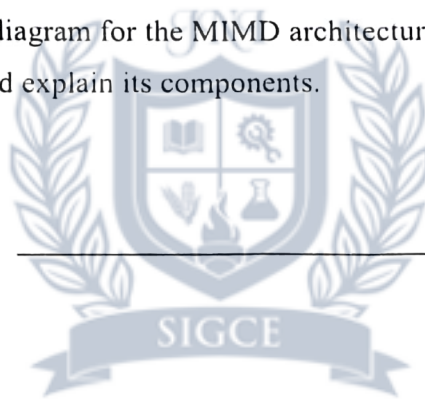 diagram for the MIMD architectur
d explain its components.
SIGCE